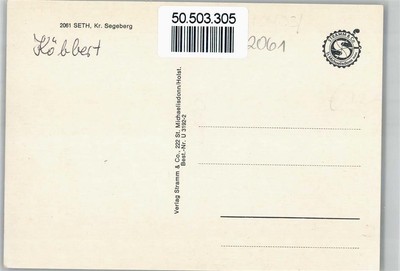 2061 SETH, Kr. Segeberg
50.503.305
Köbbert
2061
Verlag Stramm & Co., 222 St. Michaelisdonn/Holst.
Best.-Nr. U 3192-2